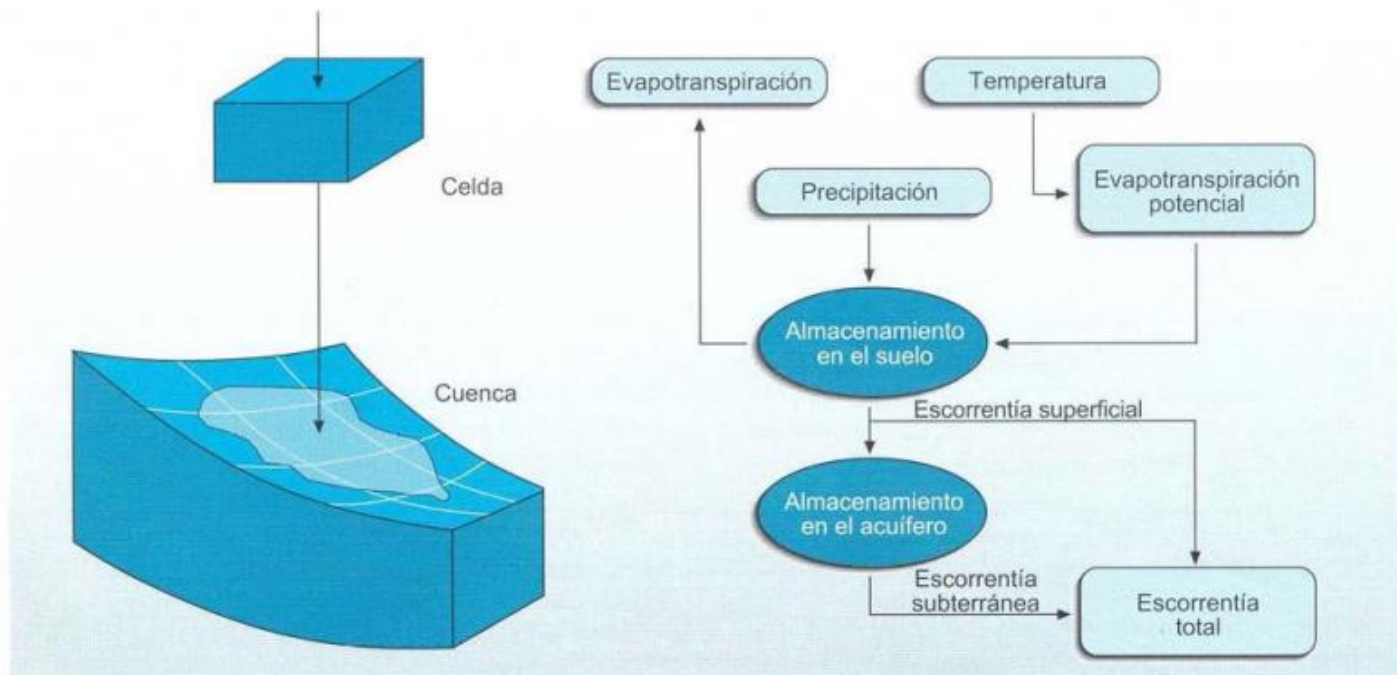 Celda
Cuenca
Evapotranspiración
Temperatura
Precipitación
Evapotranspiración
potencial
Almacenamiento
en el suelo
Escorrentía superficial
Almacenamiento
en el acuífero
Escorrentía
subterránea
Escorrentía
total